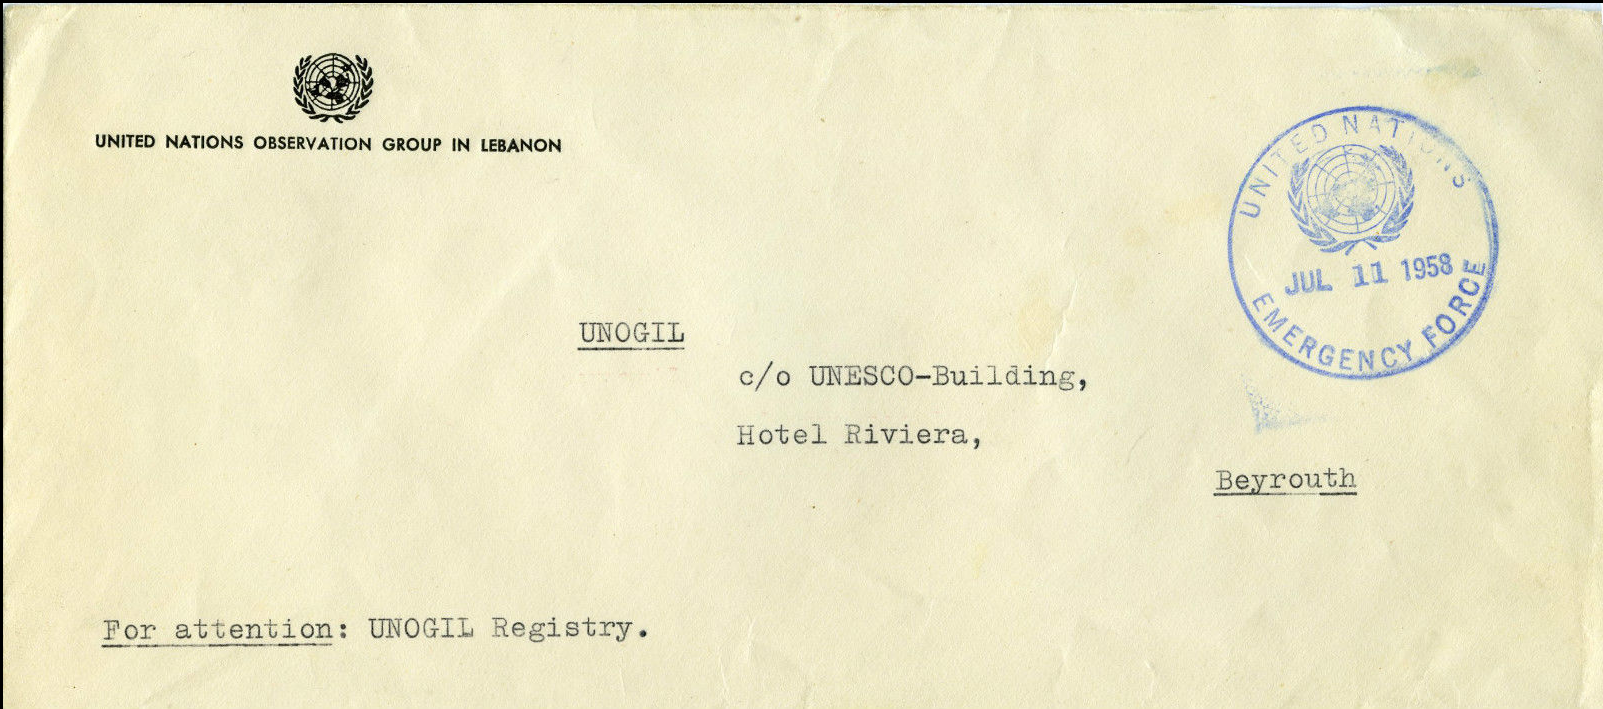 UNITED NATIONS OBSERVATION GROUP IN LEBANON
UNITED NATIONS
JUL 11 1958
EMERGENCY FORCE
UNOGIL
c/o UNESCO-Building,
Hotel Riviera,
Beyrouth
For attention: UNOGIL Registry.